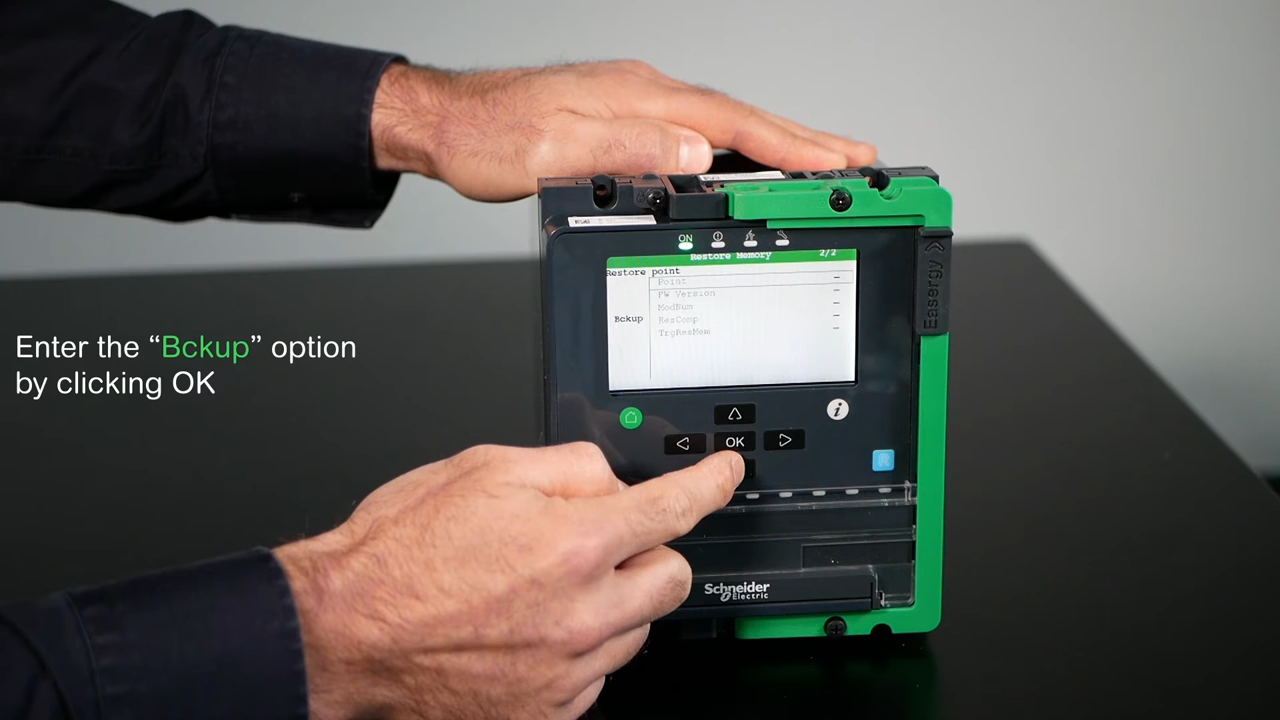 Enter the “Bckup” option
by clicking OK
ON
Restore Memory 2/2
Restore point
Point —
FW Version —
ModNum —
Bckup
ResComp —
TrgResMem —
i
OK
R
Easergy
Schneider
Electric